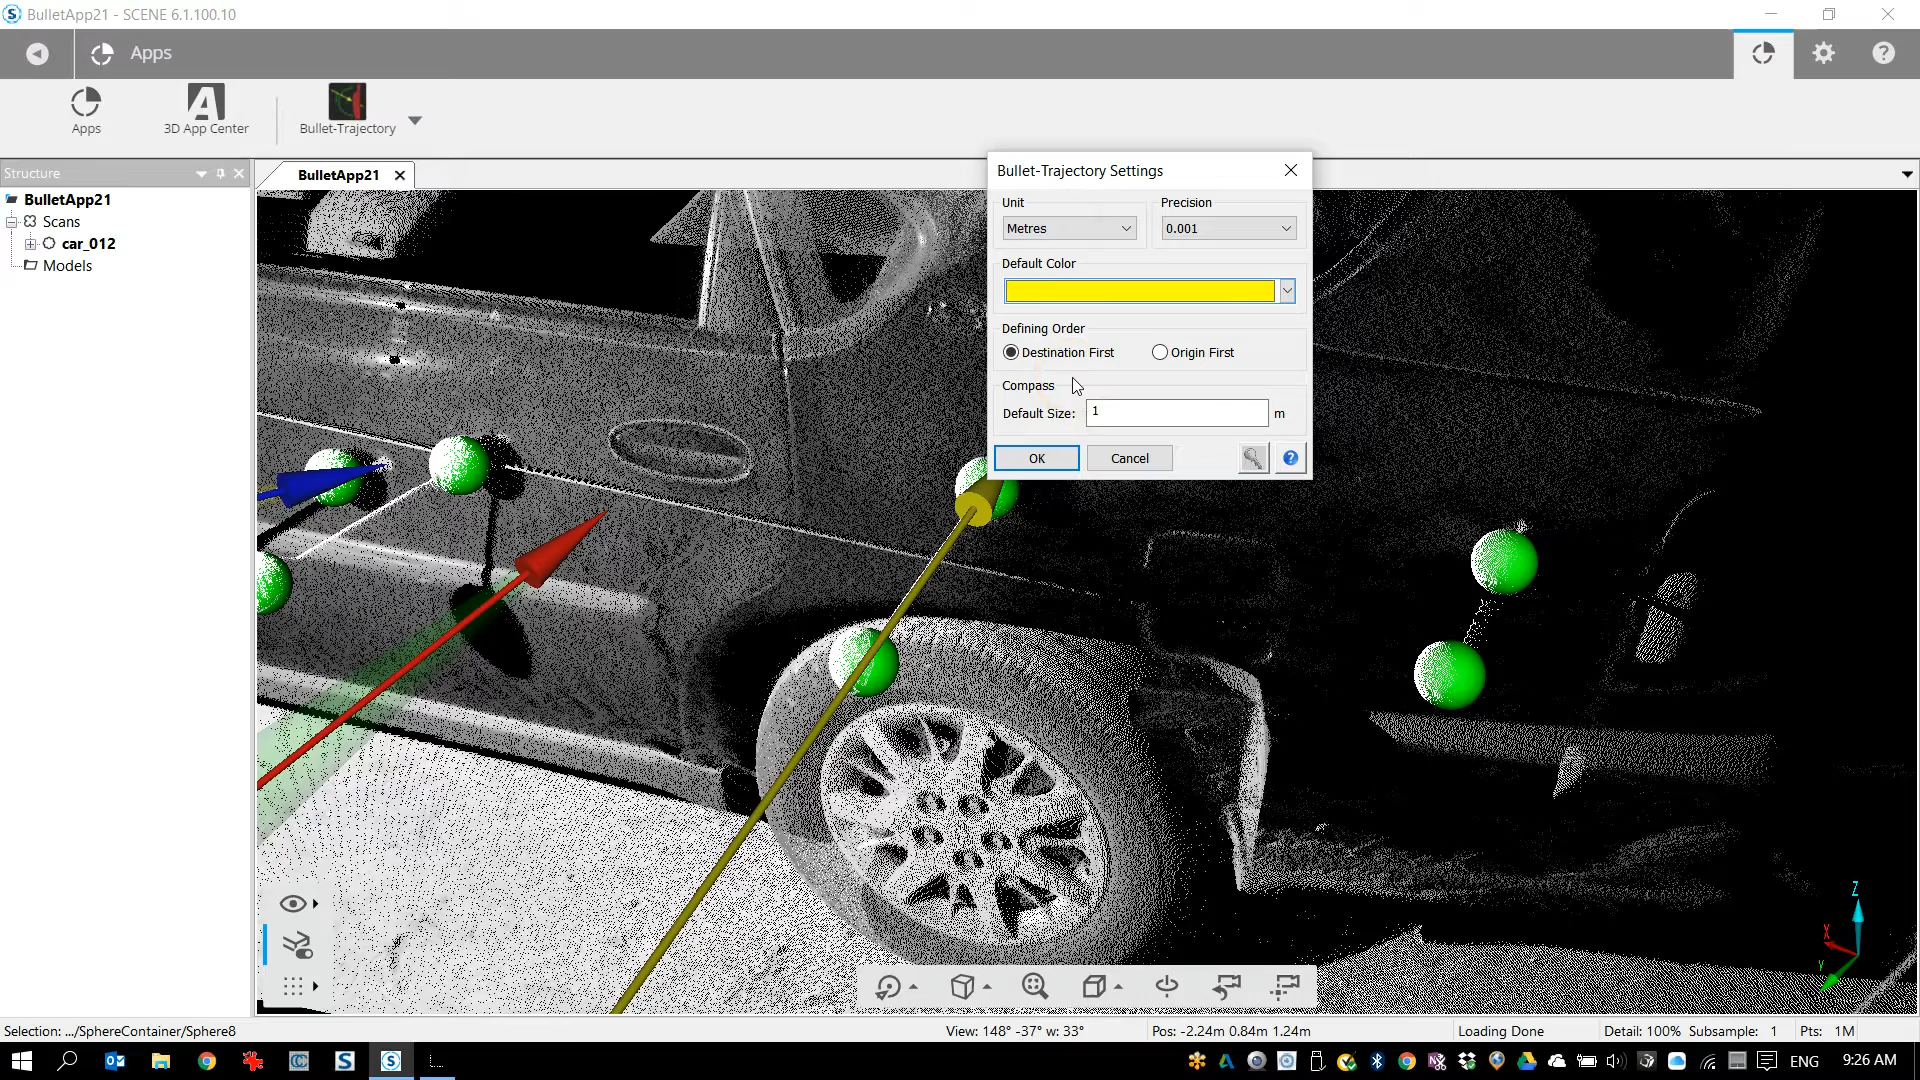 BulletApp21 - SCENE 6.1.100.10
Apps
Apps
3D App Center
Bullet-Trajectory
Structure
BulletApp21
Scans
car_012
Models
BulletApp21
Bullet-Trajectory Settings
Unit
Precision
Metres
0.001
Default Color
Defining Order
Destination First
Origin First
Compass
Default Size:
1
m
OK
Cancel
Z
X
Y
Selection: .../SphereContainer/Sphere8
View: 148° -37° w: 33°
Pos: -2.24m 0.84m 1.24m
Loading Done
Detail: 100%
Subsample: 1
Pts: 1M
ENG
9:26 AM